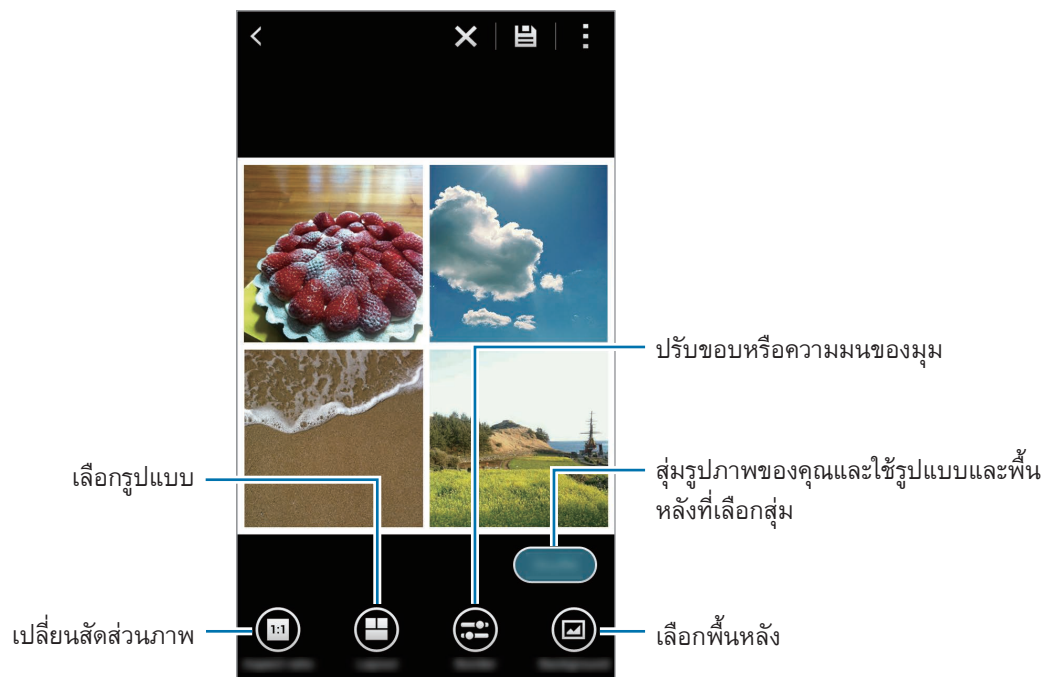 ปรับขอบหรือความมนของมุม
เลือกรูปแบบ
สุ่มรูปภาพของคุณและใช้รูปแบบและพื้น
หลังที่เลือกสุ่ม
เปลี่ยนสัดส่วนภาพ
1:1
เลือกพื้นหลัง